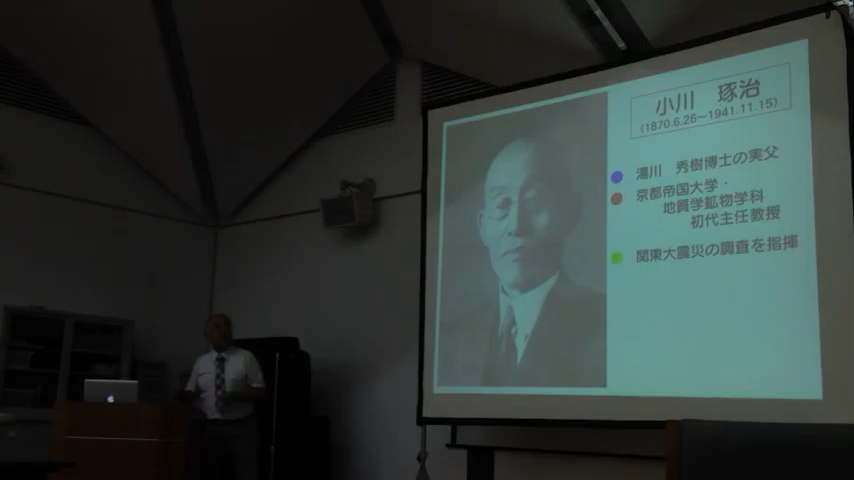 小川 琢治
(1870.6.26～1941.11.15)
湯川 秀樹博士の実父
京都帝国大学・
地質学鉱物学科
初代主任教授
関東大震災の調査を指揮